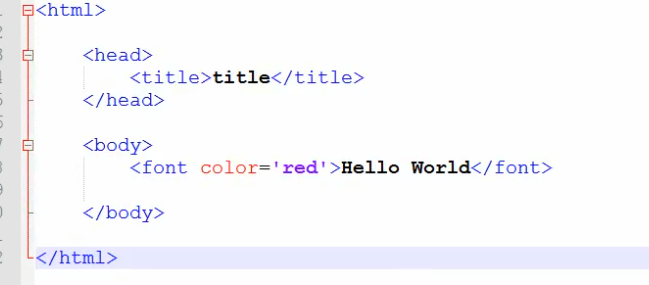 <html>
<head>
<title>title</title>
</head>
<body>
<font color='red'>Hello World</font>
</body>
</html>